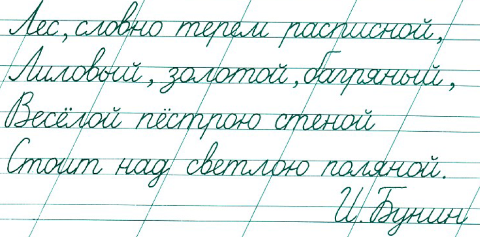 Лес, словно терем расписной,
Лиловый, золотой, багряный,
Весёлой пёстрою стеной
Стоит над светлою поляной.
И. Бунин